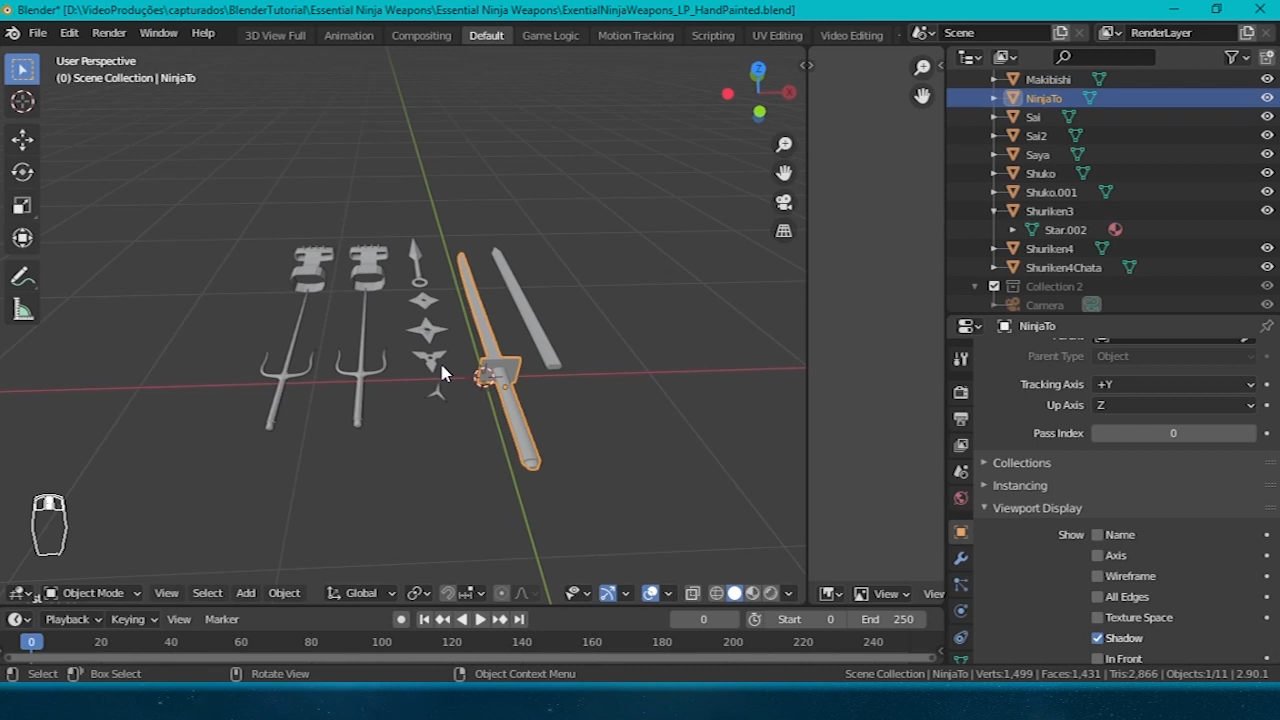 Blender* [D:\VideoProduções\capturados\BlenderTutorial\Essential Ninja Weapons\Essential Ninja Weapons\ExentialNinjaWeapons_LP_HandPainted.blend]
File Edit Render Window Help 3D View Full Animation Compositing Default Game Logic Motion Tracking Scripting UV Editing Video Editing Scene RenderLayer
User Perspective
(0) Scene Collection | NinjaTo
Z
X
Makibishi
NinjaTo
Sai
Sai2
Saya
Shuko
Shuko.001
Shuriken3
Star.002
Shuriken4
Shuriken4Chata
Collection 2
Camera
NinjaTo
Parent Type Object
Tracking Axis +Y
Up Axis Z
Pass Index 0
Collections
Instancing
Viewport Display
Show Name
Axis
Wireframe
All Edges
Texture Space
Shadow
In Front
Object Mode View Select Add Object Global View View
Playback Keying View Marker 0 Start 0 End 250
0 20 40 60 80 100 120 140 160 180 200 220 240
Select Box Select Rotate View Object Context Menu Scene Collection | NinjaTo | Verts:1,499 | Faces:1,431 | Tris:2,866 | Objects:1/11 | 2.90.1